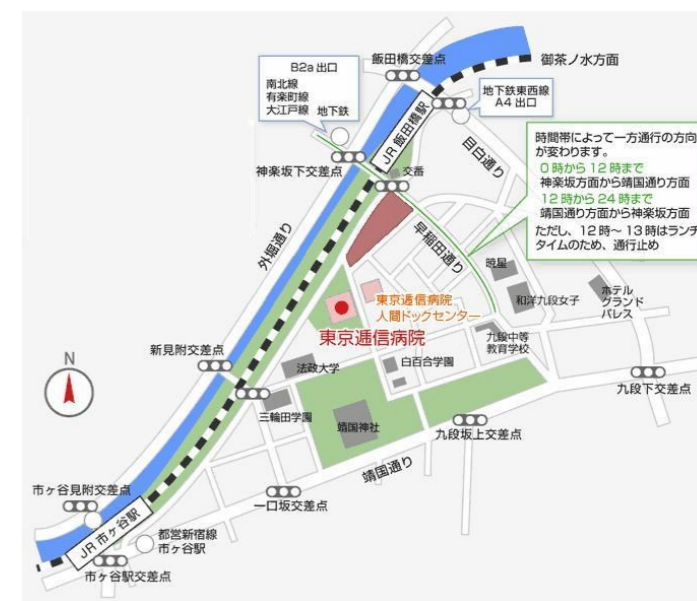 B2a 出口
南北線
有楽町線
大江戸線 地下鉄
飯田橋交差点
御茶ノ水方面
地下鉄東西線
A4 出口
JR 飯田橋駅
目白通り
神楽坂下交差点
交番
時間帯によって一方通行の方向
が変わります。
0 時から 12 時まで
神楽坂方面から靖国通り方面
12 時から 24 時まで
靖国通り方面から神楽坂方面
ただし、12 時～ 13 時はランチ
タイムのため、通行止め
外堀通り
早稲田通り
暁星
和洋九段女子
ホテル
グランド
パレス
東京逓信病院
人間ドックセンター
東京逓信病院
九段中等
教育学校
新見附交差点
法政大学
白百合学園
N
三輪田学園
靖国神社
九段下交差点
九段坂上交差点
靖国通り
市ヶ谷見附交差点
一口坂交差点
JR 市ヶ谷駅
都営新宿線
市ヶ谷駅
市ヶ谷駅交差点